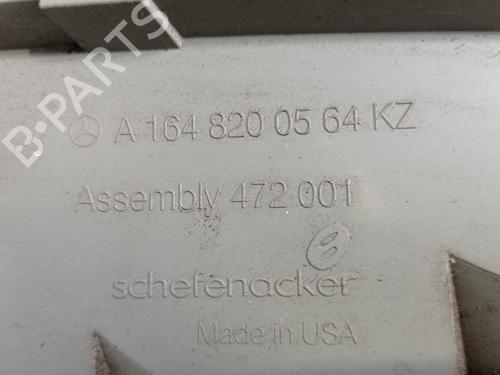 B-PARTS
A 164 820 05 64 KZ
Assembly 472 001
schefenacker
Made in USA